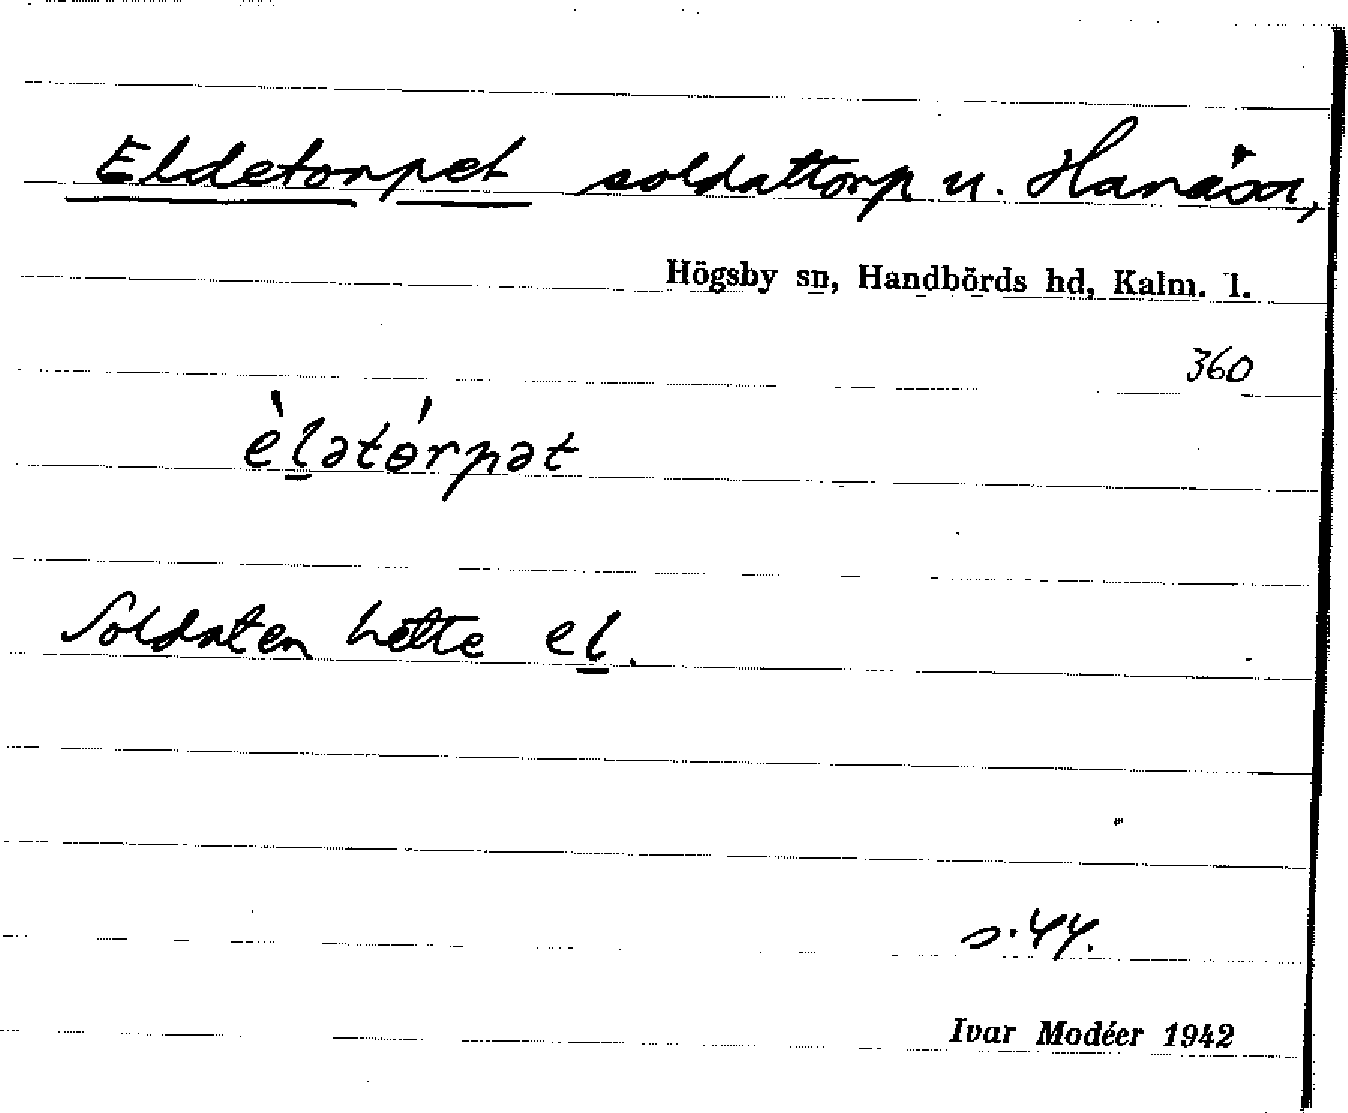 Eldetorpet soldattorp u. Hanåsa,
Högsby sn, Handbörds hd, Kalm. l.
360
èl̠ətórpət
Soldaten hette el̠.
s. 44.
Ivar Modéer 1942